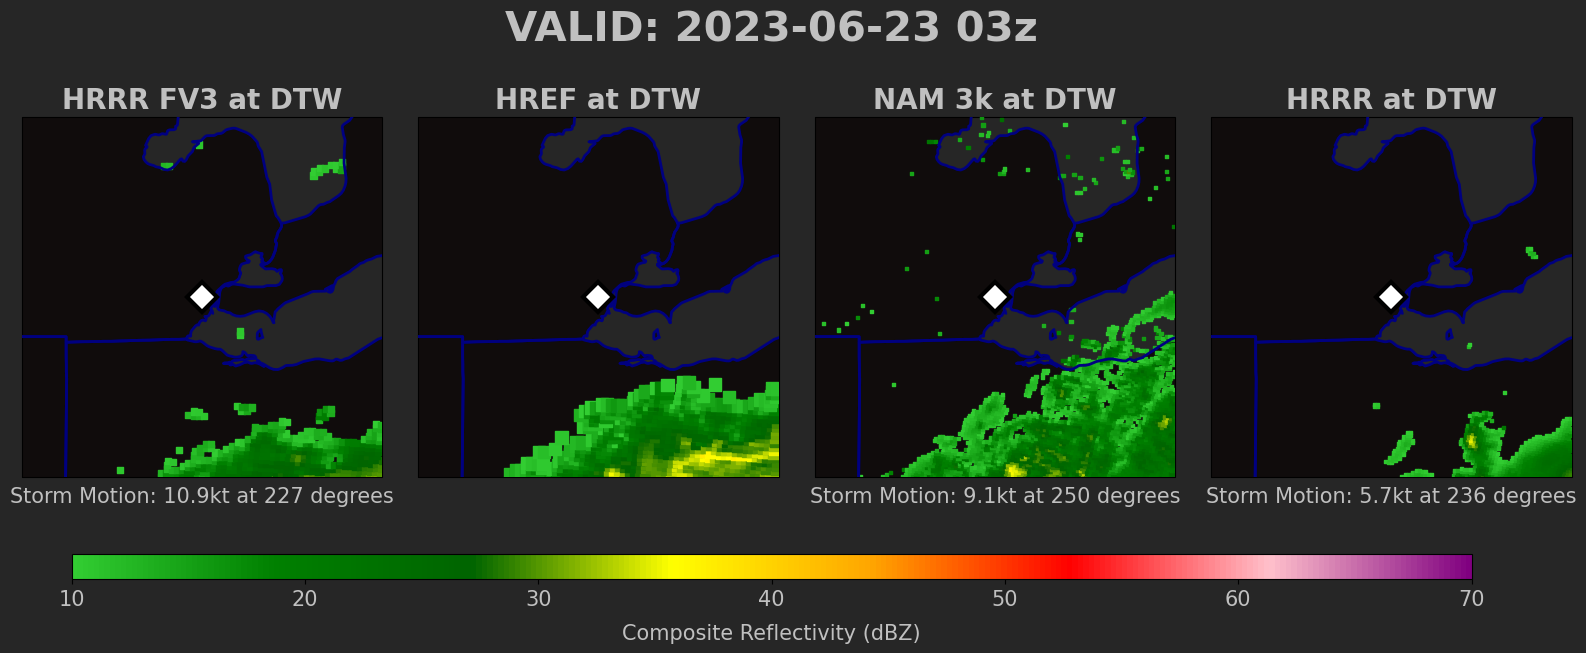 VALID: 2023-06-23 03z
HRRR FV3 at DTW
HREF at DTW
NAM 3k at DTW
HRRR at DTW
Storm Motion: 10.9kt at 227 degrees
Storm Motion: 9.1kt at 250 degrees
Storm Motion: 5.7kt at 236 degrees
10 20 30 40 50 60 70
Composite Reflectivity (dBZ)